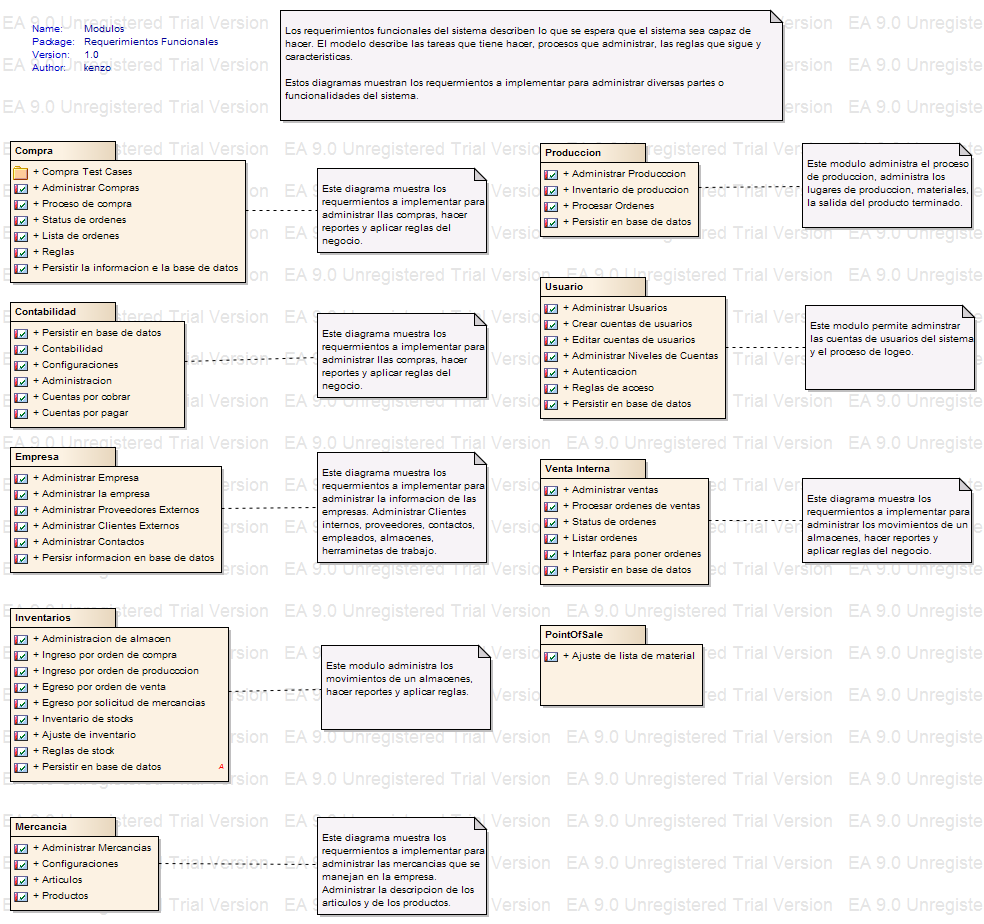 Name: Modulos
Package: Requerimientos Funcionales
Version: 1.0
Author: kenzo
Los requerimientos funcionales del sistema describen lo que se espera que el sistema sea capaz de
hacer. El modelo describe las tareas que tiene hacer, procesos que administrar, las reglas que sigue y
caracteristicas.
Estos diagramas muestran los requermientos a implementar para administrar diversas partes o
funcionalidades del sistema.
Compra
+ Compra Test Cases
+ Administrar Compras
+ Proceso de compra
+ Status de ordenes
+ Lista de ordenes
+ Reglas
+ Persistir la informacion e la base de datos
Este diagrama muestra los
requermientos a implementar para
administrar llas compras, hacer
reportes y aplicar reglas del
negocio.
Contabilidad
+ Persistir en base de datos
+ Contabilidad
+ Configuraciones
+ Administracion
+ Cuentas por cobrar
+ Cuentas por pagar
Este diagrama muestra los
requermientos a implementar para
administrar llas compras, hacer
reportes y aplicar reglas del
negocio.
Empresa
+ Administrar Empresa
+ Administrar la empresa
+ Administrar Proveedores Externos
+ Administrar Clientes Externos
+ Administrar Contactos
+ Persisr informacion en base de datos
Este diagrama muestra los
requermientos a implementar para
administrar la informacion de las
empresas. Administrar Clientes
internos, proveedores, contactos,
empleados, almacenes,
herraminetas de trabajo.
Inventarios
+ Administracion de almacen
+ Ingreso por orden de compra
+ Ingreso por orden de producccion
+ Egreso por orden de venta
+ Egreso por solicitud de mercancias
+ Inventario de stocks
+ Ajuste de inventario
+ Reglas de stock
+ Persistir en base de datos
A
Este modulo administra los
movimientos de un almacenes,
hacer reportes y aplicar reglas.
Mercancia
+ Administrar Mercancias
+ Configuraciones
+ Articulos
+ Productos
Este diagrama muestra los
requermientos a implementar para
administrar las mercancias que se
manejan en la empresa.
Administrar la descripcion de los
articulos y de los productos.
Produccion
+ Administrar Producccion
+ Inventario de produccion
+ Procesar Ordenes
+ Persistir en base de datos
Este modulo administra el proceso
de produccion, administra los
lugares de produccion, materiales,
la salida del producto terminado.
Usuario
+ Administrar Usuarios
+ Crear cuentas de usuarios
+ Editar cuentas de usuarios
+ Administrar Niveles de Cuentas
+ Autenticacion
+ Reglas de acceso
+ Persistir en base de datos
Este modulo permite adminstrar
las cuentas de usuarios del sistema
y el proceso de logeo.
Venta Interna
+ Administrar ventas
+ Procesar ordenes de ventas
+ Status de ordenes
+ Listar ordenes
+ Interfaz para poner ordenes
+ Persistir en base de datos
Este diagrama muestra los
requermientos a implementar para
administrar los movimientos de un
almacenes, hacer reportes y
aplicar reglas del negocio.
PointOfSale
+ Ajuste de lista de material
EA 9.0 Unregistered Trial Version